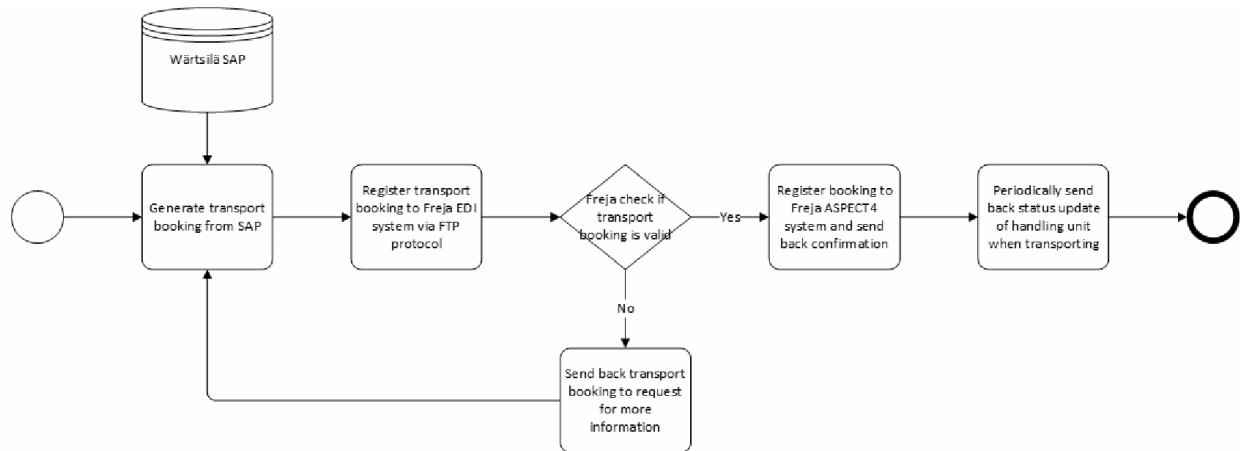 Wärtsilä SAP
Generate transport
booking from SAP
Register transport
booking to Freja EDI
system via FTP
protocol
Freja check if
transport
booking is valid
Yes
Register booking to
Freja ASPECT4
system and send
back confirmation
Periodically send
back status update
of handling unit
when transporting
No
Send back transport
booking to request
for more
information